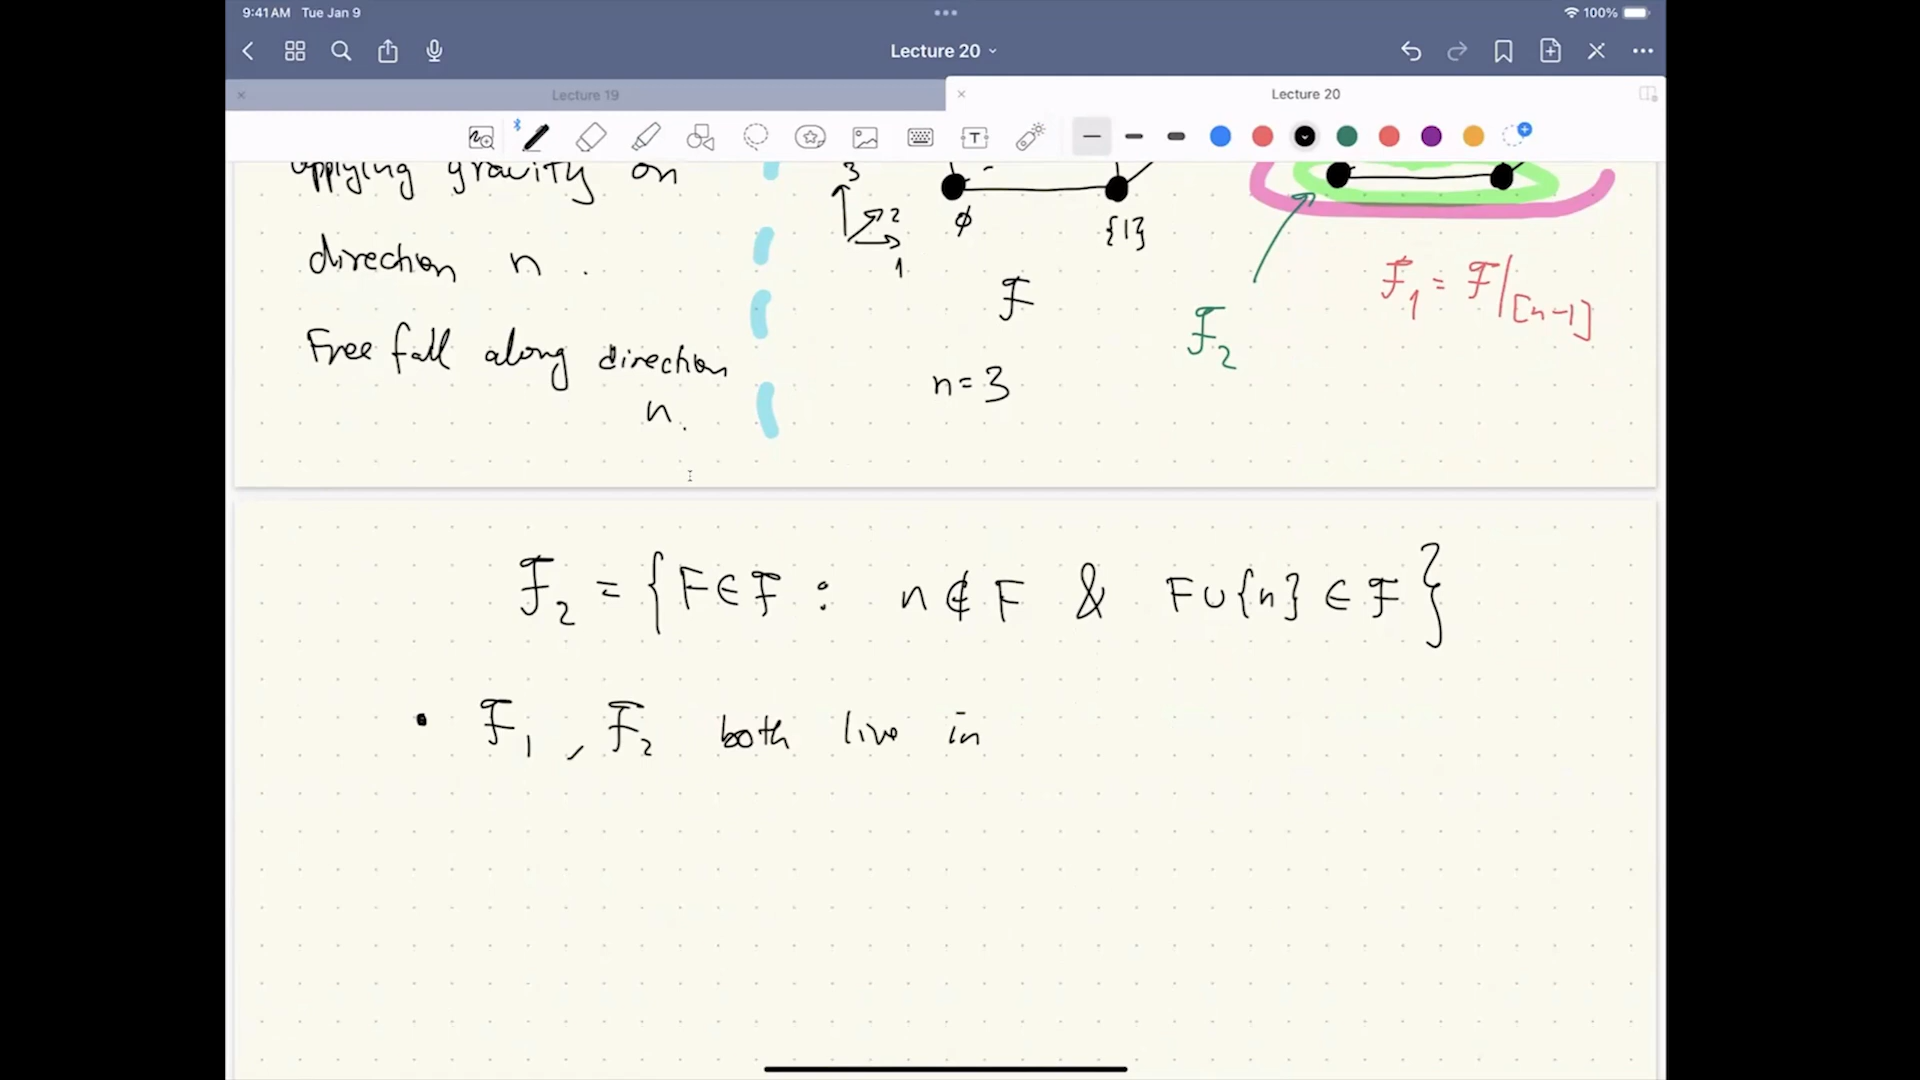 9:41 AM Tue Jan 9
100%
Lecture 20
Lecture 19
Lecture 20
applying gravity on
direction n .
Free fall along direction
n.
3
2
1
∅
{1}
ℱ
n=3
ℱ₂
ℱ₁ = ℱ|[n-1]
ℱ₂ = {F∈ℱ : n∉F & F∪{n} ∈ ℱ}
• ℱ₁, ℱ₂ both live in